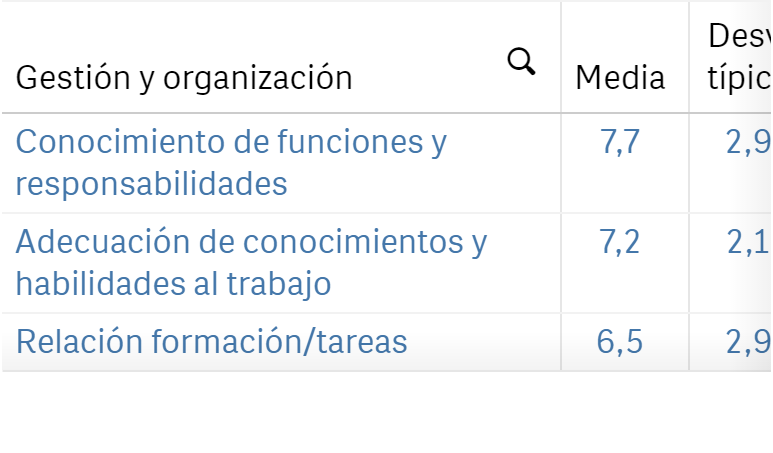 Gestión y organización
Media
típic
Conocimiento de funciones y
responsabilidades
7,7
2,9
Adecuación de conocimientos y
habilidades al trabajo
7,2
2,1
Relación formación/tareas
6,5
2,9